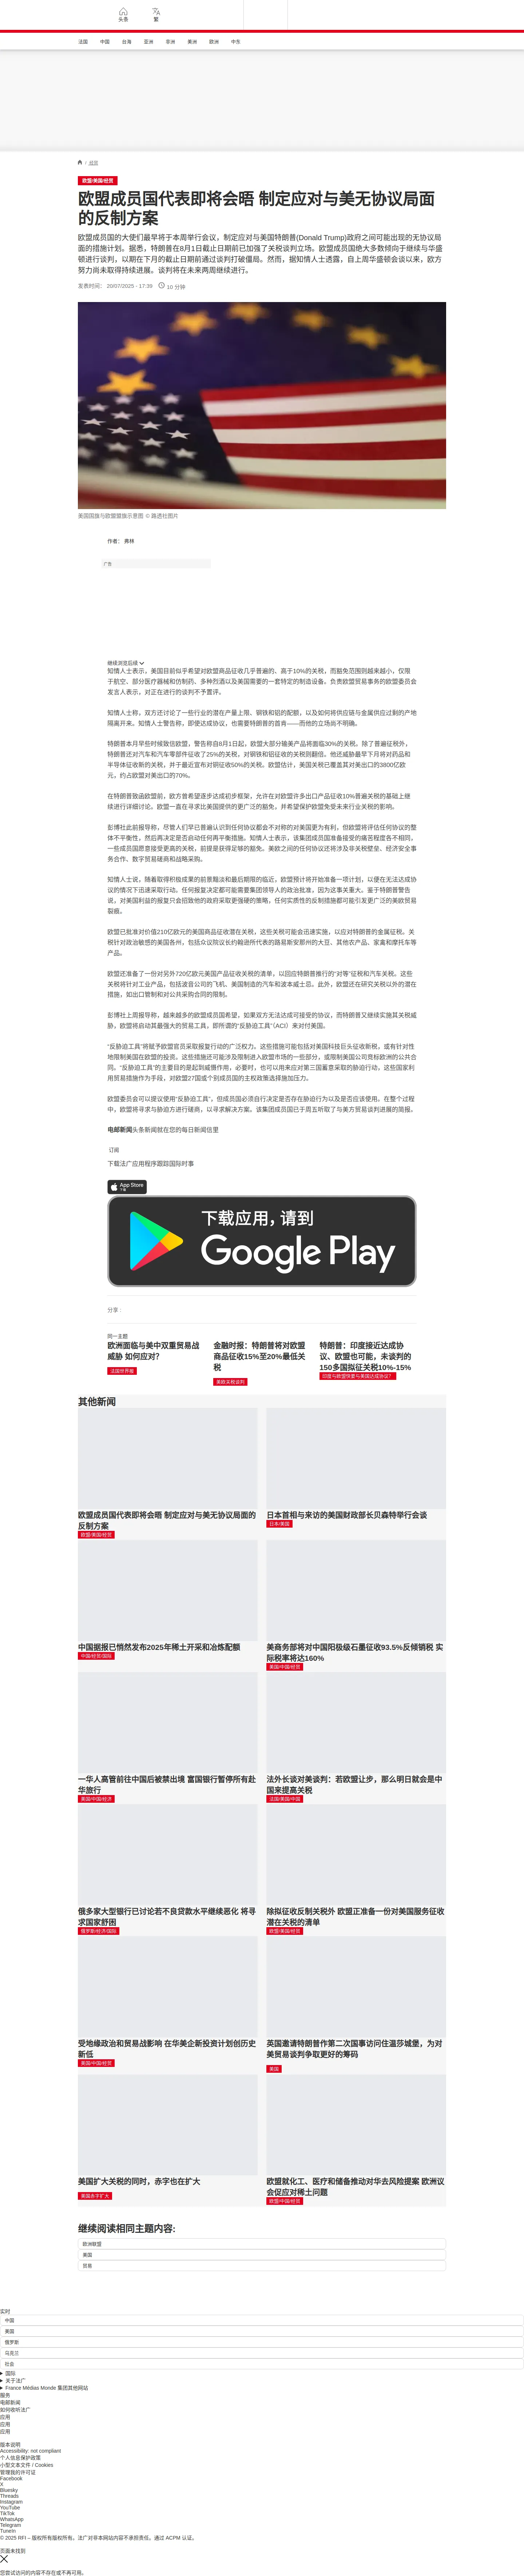 头条
繁
法国 中国 台海 亚洲 非洲 美洲 欧洲 中东
经贸
欧盟/美国/经贸
欧盟成员国代表即将会晤 制定应对与美无协议局面
的反制方案
欧盟成员国的大使们最早将于本周举行会议，制定应对与美国特朗普(Donald Trump)政府之间可能出现的无协议局
面的措施计划。据悉，特朗普在8月1日截止日期前已加强了关税谈判立场。欧盟成员国绝大多数倾向于继续与华盛
顿进行谈判，以期在下月的截止日期前通过谈判打破僵局。然而，据知情人士透露，自上周华盛顿会谈以来，欧方
努力尚未取得持续进展。谈判将在未来两周继续进行。
发表时间： 20/07/2025 - 17:39 10 分钟
美国国旗与欧盟盟旗示意图 © 路透社图片
作者： 弗林
广告
继续浏览后续
知情人士表示，美国目前似乎希望对欧盟商品征收几乎普遍的、高于10%的关税，而豁免范围则越来越小，仅限
于航空、部分医疗器械和仿制药、多种烈酒以及美国需要的一套特定的制造设备。负责欧盟贸易事务的欧盟委员会
发言人表示，对正在进行的谈判不予置评。
知情人士称，双方还讨论了一些行业的潜在产量上限、钢铁和铝的配额，以及如何将供应链与金属供应过剩的产地
隔离开来。知情人士警告称，即使达成协议，也需要特朗普的首肯——而他的立场尚不明确。
特朗普本月早些时候致信欧盟，警告称自8月1日起，欧盟大部分输美产品将面临30%的关税。除了普遍征税外，
特朗普还对汽车和汽车零部件征收了25%的关税，对钢铁和铝征收的关税则翻倍。他还威胁最早下月将对药品和
半导体征收新的关税，并于最近宣布对铜征收50%的关税。欧盟估计，美国关税已覆盖其对美出口的3800亿欧
元，约占欧盟对美出口的70%。
在特朗普致函欧盟前，欧方曾希望逐步达成初步框架，允许在对欧盟许多出口产品征收10%普遍关税的基础上继
续进行详细讨论。欧盟一直在寻求比美国提供的更广泛的豁免，并希望保护欧盟免受未来行业关税的影响。
彭博社此前报导称，尽管人们早已普遍认识到任何协议都会不对称的对美国更为有利，但欧盟将评估任何协议的整
体不平衡性，然后再决定是否启动任何再平衡措施。知情人士表示，该集团成员国准备接受的痛苦程度各不相同，
一些成员国愿意接受更高的关税，前提是获得足够的豁免。美欧之间的任何协议还将涉及非关税壁垒、经济安全事
务合作、数字贸易磋商和战略采购。
知情人士说，随着取得积极成果的前景黯淡和最后期限的临近，欧盟预计将开始准备一项计划，以便在无法达成协
议的情况下迅速采取行动。任何报复决定都可能需要集团领导人的政治批准，因为这事关重大。鉴于特朗普警告
说，对美国利益的报复只会招致他的政府采取更强硬的策略，任何实质性的反制措施都可能引发更广泛的美欧贸易
裂痕。
欧盟已批准对价值210亿欧元的美国商品征收潜在关税，这些关税可能会迅速实施，以应对特朗普的金属征税。关
税针对政治敏感的美国各州，包括众议院议长约翰逊所代表的路易斯安那州的大豆、其他农产品、家禽和摩托车等
产品。
欧盟还准备了一份对另外720亿欧元美国产品征收关税的清单，以回应特朗普推行的“对等”征税和汽车关税。这些
关税将针对工业产品，包括波音公司的飞机、美国制造的汽车和波本威士忌。此外，欧盟还在研究关税以外的潜在
措施，如出口管制和对公共采购合同的限制。
彭博社上周报导称，越来越多的欧盟成员国希望，如果双方无法达成可接受的协议，而特朗普又继续实施其关税威
胁，欧盟将启动其最强大的贸易工具，即所谓的“反胁迫工具”（ACI）来对付美国。
“反胁迫工具”将赋予欧盟官员采取报复行动的广泛权力。这些措施可能包括对美国科技巨头征收新税，或有针对性
地限制美国在欧盟的投资。这些措施还可能涉及限制进入欧盟市场的一些部分，或限制美国公司竞标欧洲的公共合
同。“反胁迫工具”的主要目的是起到威慑作用，必要时，也可以用来应对第三国蓄意采取的胁迫行动，这些国家利
用贸易措施作为手段，对欧盟27国或个别成员国的主权政策选择施加压力。
欧盟委员会可以提议使用“反胁迫工具”，但成员国必须自行决定是否存在胁迫行为以及是否应该使用。在整个过程
中，欧盟将寻求与胁迫方进行磋商，以寻求解决方案。该集团成员国已于周五听取了与美方贸易谈判进展的简报。
电邮新闻头条新闻就在您的每日新闻信里
订阅
下载法广应用程序跟踪国际时事
App Store
下载
下载应用，请到
Google Play
分享 :
同一主题
欧洲面临与美中双重贸易战
威胁 如何应对？
法国世界报
金融时报：特朗普将对欧盟
商品征收15%至20%最低关
税
美欧关税谈判
特朗普：印度接近达成协
议、欧盟也可能，未谈判的
150多国拟征关税10%-15%
印度与欧盟快要与美国达成协议？
其他新闻
欧盟成员国代表即将会晤 制定应对与美无协议局面的
反制方案
欧盟/美国/经贸
日本首相与来访的美国财政部长贝森特举行会谈
日本/美国
中国据报已悄然发布2025年稀土开采和冶炼配额
中国/经贸/国际
美商务部将对中国阳极级石墨征收93.5%反倾销税 实
际税率将达160%
美国/中国/经贸
一华人高管前往中国后被禁出境 富国银行暂停所有赴
华旅行
美国/中国/经济
法外长谈对美谈判：若欧盟让步，那么明日就会是中
国来提高关税
法国/美国/中国
俄多家大型银行已讨论若不良贷款水平继续恶化 将寻
求国家纾困
俄罗斯/经济/国际
除拟征收反制关税外 欧盟正准备一份对美国服务征收
潜在关税的清单
欧盟/美国/经贸
受地缘政治和贸易战影响 在华美企新投资计划创历史
新低
美国/中国/经贸
英国邀请特朗普作第二次国事访问住温莎城堡，为对
美贸易谈判争取更好的筹码
英国
美国扩大关税的同时，赤字也在扩大
美国赤字扩大
欧盟就化工、医疗和储备推动对华去风险提案 欧洲议
会促应对稀土问题
欧盟/中国/经贸
继续阅读相同主题内容:
欧洲联盟
美国
贸易
实时
中国
美国
俄罗斯
乌克兰
社会
国际
关于法广
France Médias Monde 集团其他网站
服务
电邮新闻
如何收听法广
应用
应用
应用
版本说明
Accessibility: not compliant
个人信息保护政策
小型文本文件 / Cookies
管理我的许可证
Facebook
X
Bluesky
Threads
Instagram
YouTube
TikTok
WhatsApp
Telegram
TuneIn
© 2025 RFI – 版权所有版权所有。法广对非本网站内容不承担责任。通过 ACPM 认证。
页面未找到
您尝试访问的内容不存在或不再可用。